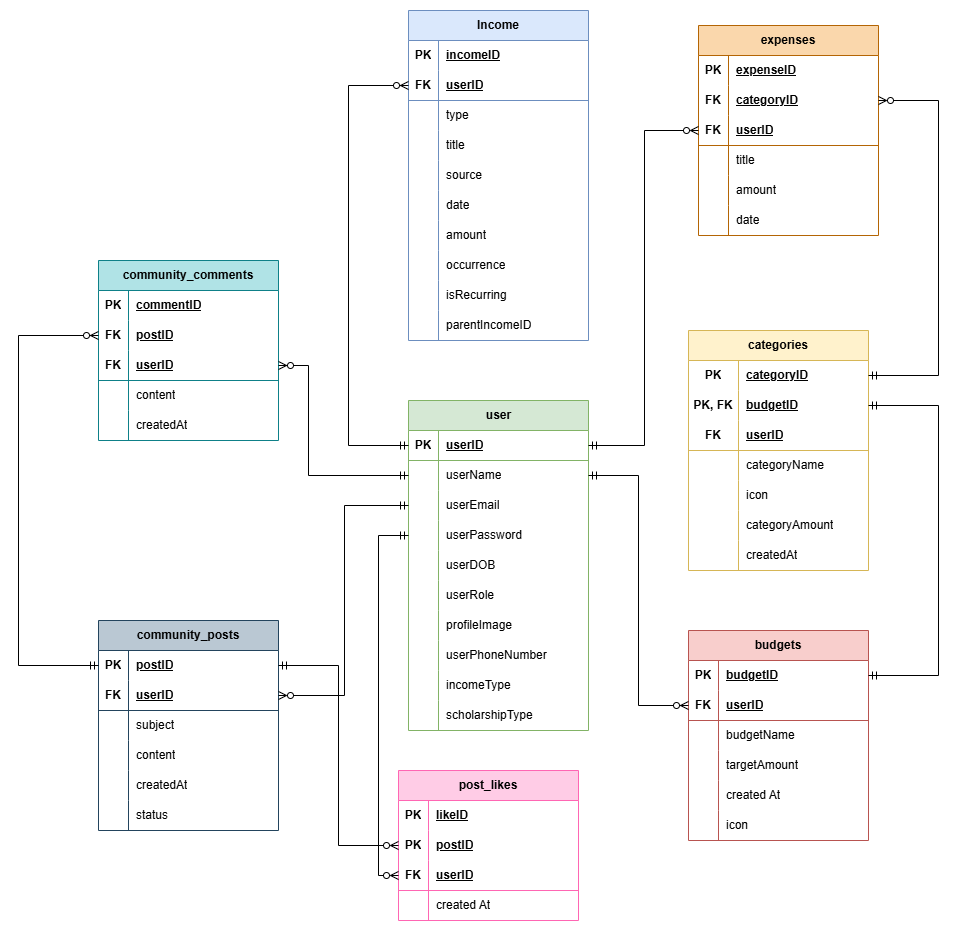 Income
PK incomeID
FK userID
type
title
source
date
amount
occurrence
isRecurring
parentIncomeID
expenses
PK expenseID
FK categoryID
FK userID
title
amount
date
community_comments
PK commentID
FK postID
FK userID
content
createdAt
categories
PK categoryID
PK, FK budgetID
FK userID
categoryName
icon
categoryAmount
createdAt
user
PK userID
userName
userEmail
userPassword
userDOB
userRole
profileImage
userPhoneNumber
incomeType
scholarshipType
community_posts
PK postID
FK userID
subject
content
createdAt
status
budgets
PK budgetID
FK userID
budgetName
targetAmount
created At
icon
post_likes
PK likeID
PK postID
FK userID
created At